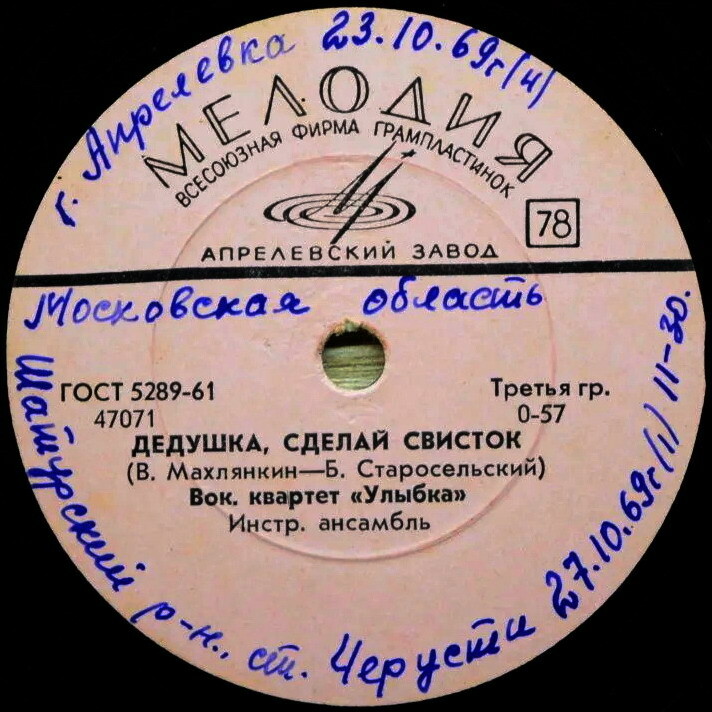 г. Апрелевка 23.10.69г (ч)
МЕЛОДИЯ
ВСЕСОЮЗНАЯ ФИРМА ГРАМПЛАСТИНОК
78
АПРЕЛЕВСКИЙ ЗАВОД
Московская область
ГОСТ 5289-61
47071
Третья гр.
0-57
ДЕДУШКА, СДЕЛАЙ СВИСТОК
(В. Махлянкин—Б. Старосельский)
Вок. квартет «Улыбка»
Инстр. ансамбль
Шатурский р-н., ст. Черусти 27.10.69г (1) 11-30.